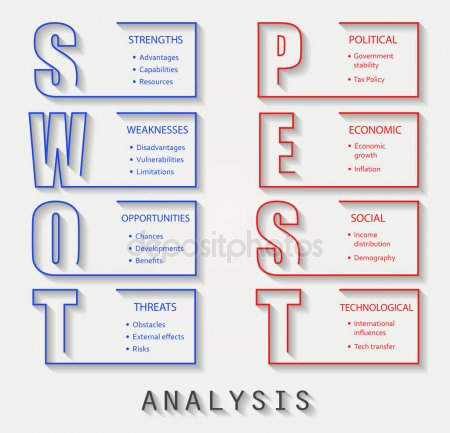 S
STRENGTHS
• Advantages
• Capabilities
• Resources
W
WEAKNESSES
• Disadvantages
• Vulnerabilities
• Limitations
O
OPPORTUNITIES
• Chances
• Developments
• Benefits
T
THREATS
• Obstacles
• External effects
• Risks
P
POLITICAL
• Government
stability
• Tax Policy
E
ECONOMIC
• Economic
growth
• Inflation
S
SOCIAL
• Income
distribution
• Demography
T
TECHNOLOGICAL
• International
influences
• Tech transfer
depositphotos
ANALYSIS